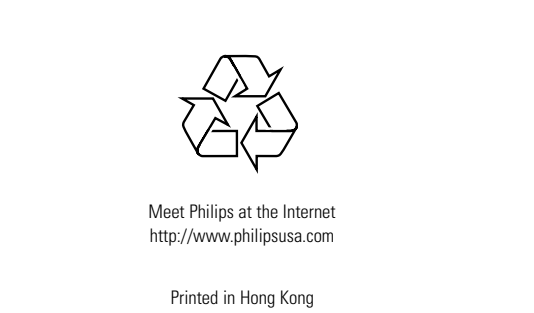 Meet Philips at the Internet
http://www.philipsusa.com
Printed in Hong Kong